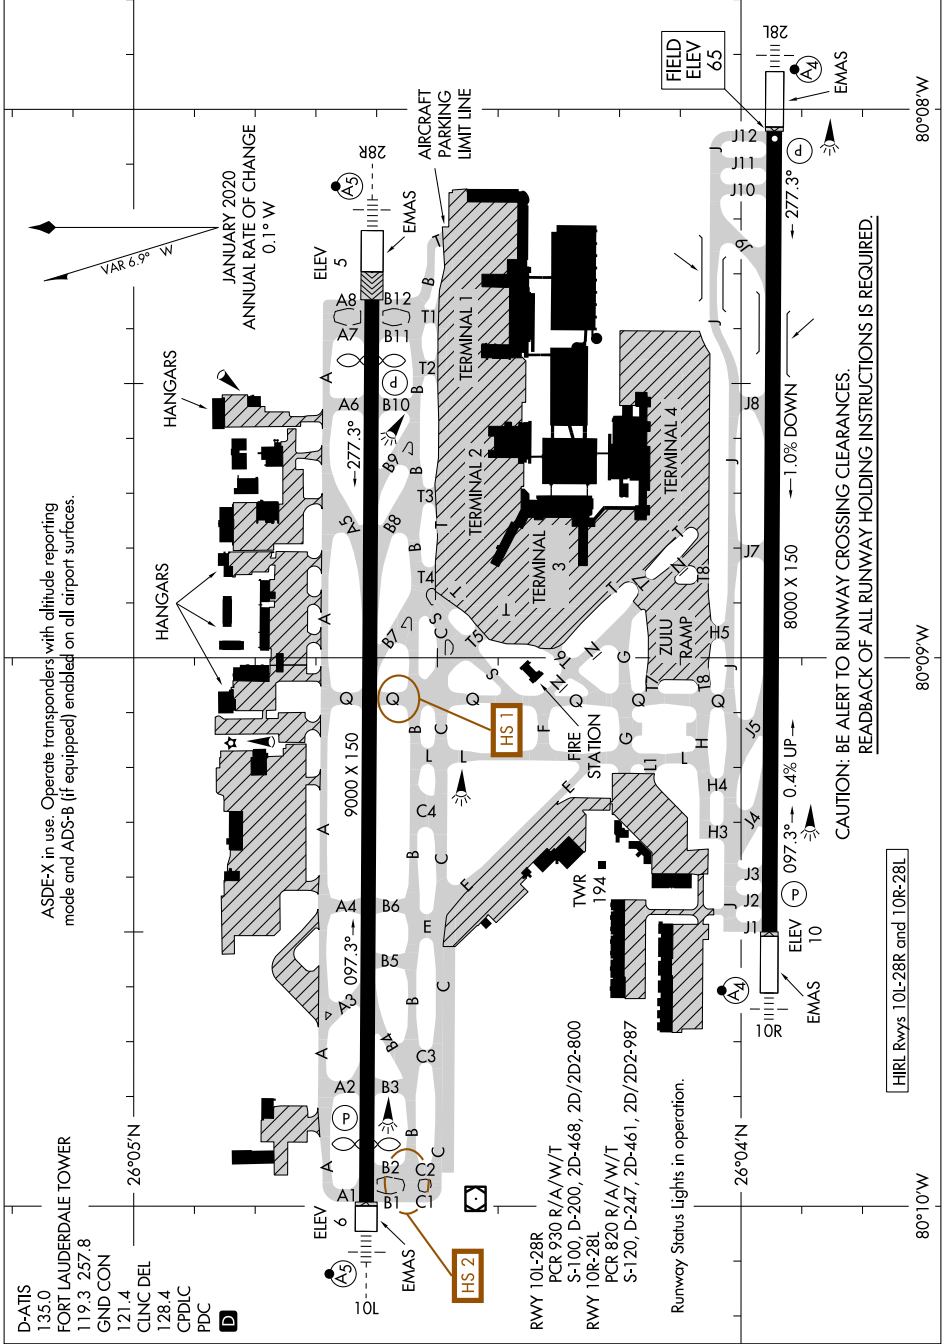 D-ATIS
135.0
FORT LAUDERDALE TOWER
119.3 257.8
GND CON
121.4
CLNC DEL
128.4
CPDLC
PDC
D
ASDE-X in use. Operate transponders with altitude reporting
mode and ADS-B (if equipped) enabled on all airport surfaces.
JANUARY 2020
ANNUAL RATE OF CHANGE
0.1° W
VAR 6.9° W
26°05'N
HANGARS
HANGARS
A
A
A
A
A
A1
A2
A3
A4
A5
A6
A7
A8
ELEV
6
A5
10L
EMAS
P
097.3°
9000 X 150
277.3°
ELEV
5
A5
28R
EMAS
P
B1
B2
B3
B4
B5
B6
B7
B8
B9
B10
B11
B12
B
B
B
B
B
B
B
B
C1
C2
C3
C4
C
C
C
C
C
HS 2
HS 1
Q
Q
Q
Q
Q
Q
S
S
T1
T2
T3
T4
T5
T6
T7
T8
T8
T
T
T
T
T
T
AIRCRAFT
PARKING
LIMIT LINE
TERMINAL 1
TERMINAL 2
TERMINAL
3
TERMINAL 4
ZULU
RAMP
FIRE
STATION
TWR
194
E
E
E
F
G
G
H
H3
H4
H5
L
L
L
L1
N
N
N
V
J
J
J
J
J
J1
J2
J3
J4
J5
J7
J8
J9
J10
J11
J12
FIELD
ELEV
65
28L
A4
EMAS
P
277.3°
1.0% DOWN
8000 X 150
0.4% UP
097.3°
P
ELEV
10
A4
10R
EMAS
RWY 10L-28R
PCR 930 R/A/W/T
S-100, D-200, 2D-468, 2D/2D2-800
RWY 10R-28L
PCR 820 R/A/W/T
S-120, D-247, 2D-461, 2D/2D2-987
Runway Status Lights in operation.
26°04'N
CAUTION: BE ALERT TO RUNWAY CROSSING CLEARANCES.
READBACK OF ALL RUNWAY HOLDING INSTRUCTIONS IS REQUIRED.
HIRL Rwys 10L-28R and 10R-28L
80°10'W
80°09'W
80°08'W